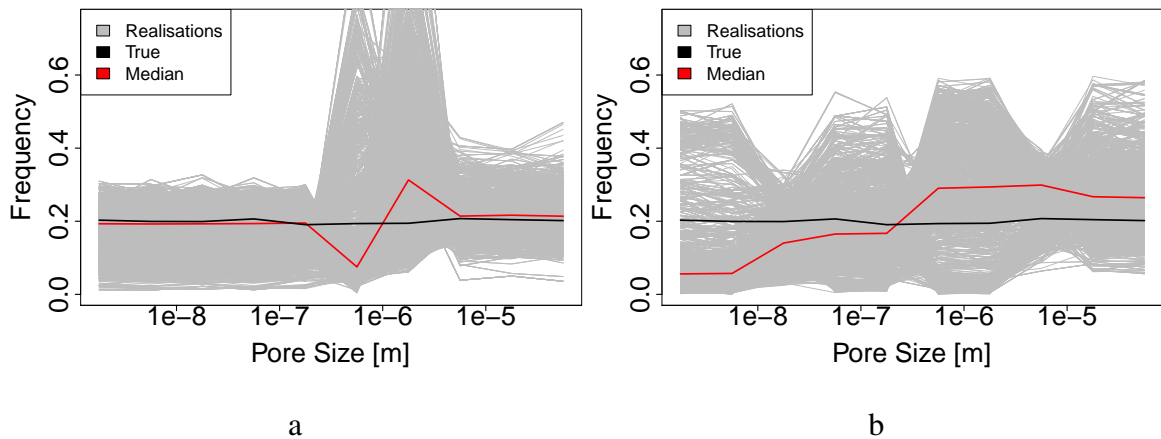 Realisations
True
Median
Frequency
0.0
0.2
0.4
0.6
1e−8
1e−7
1e−6
1e−5
Pore Size [m]
a
Realisations
True
Median
Frequency
0.0
0.2
0.4
0.6
1e−8
1e−7
1e−6
1e−5
Pore Size [m]
b